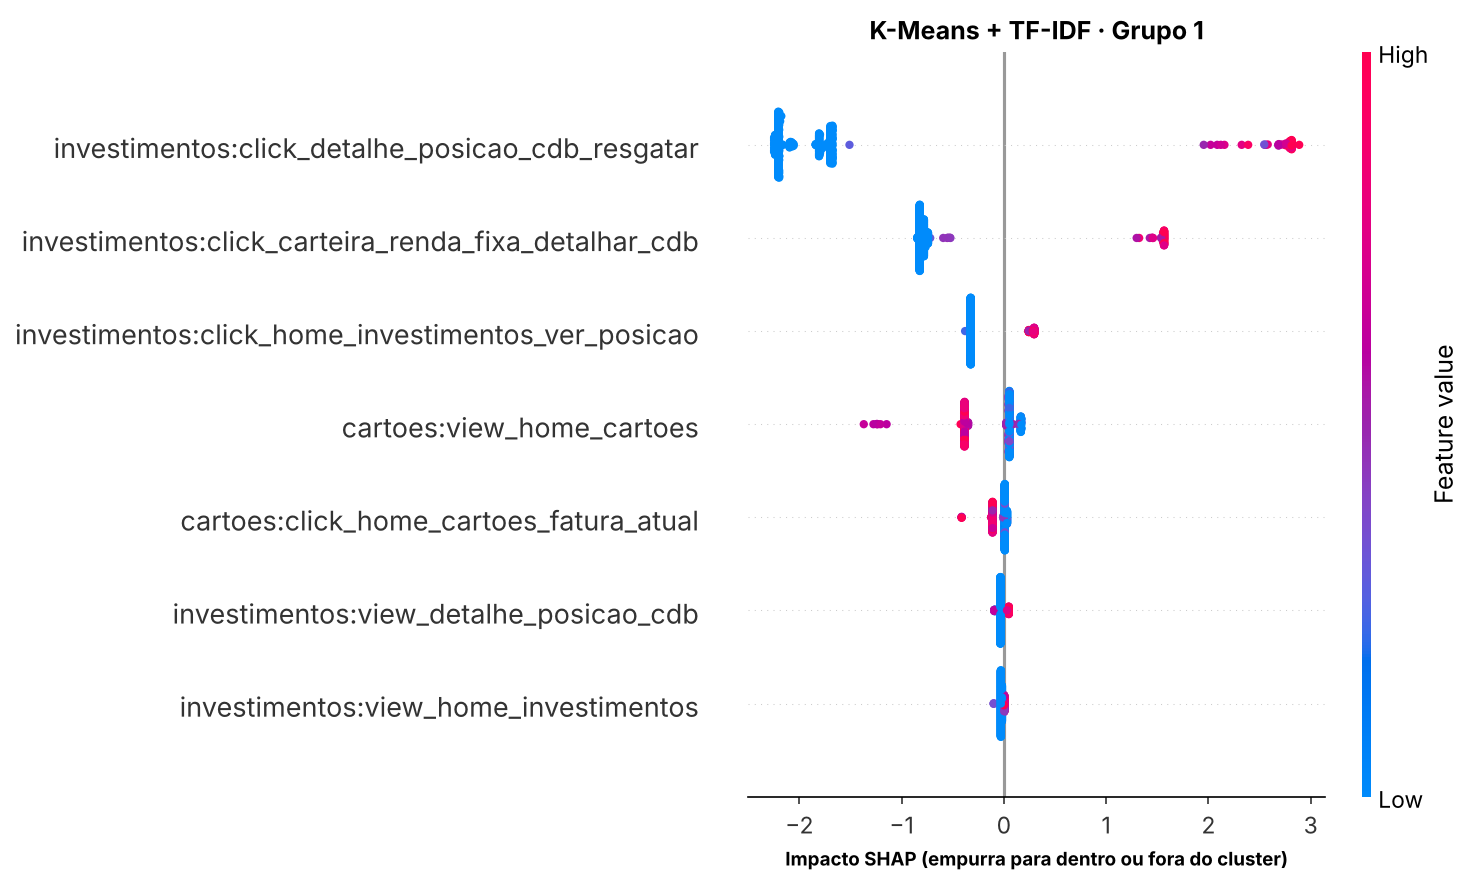 K-Means + TF-IDF · Grupo 1
High
investimentos:click_detalhe_posicao_cdb_resgatar
investimentos:click_carteira_renda_fixa_detalhar_cdb
investimentos:click_home_investimentos_ver_posicao
cartoes:view_home_cartoes
cartoes:click_home_cartoes_fatura_atual
investimentos:view_detalhe_posicao_cdb
investimentos:view_home_investimentos
Feature value
Low
−2 −1 0 1 2 3
Impacto SHAP (empurra para dentro ou fora do cluster)